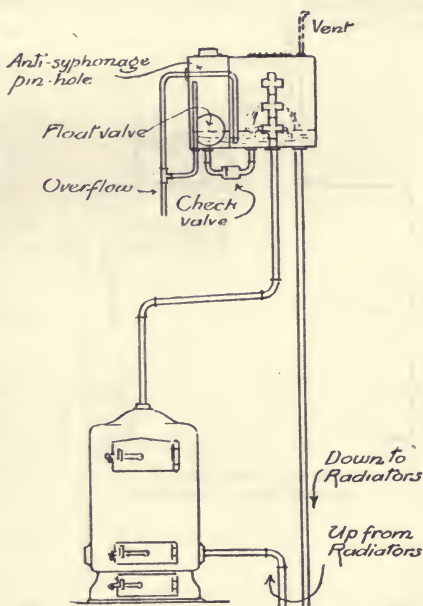 Vent
Anti-syphonage
pin-hole
Float valve
Overflow
Check
valve
Down to
Radiators
Up from
Radiators